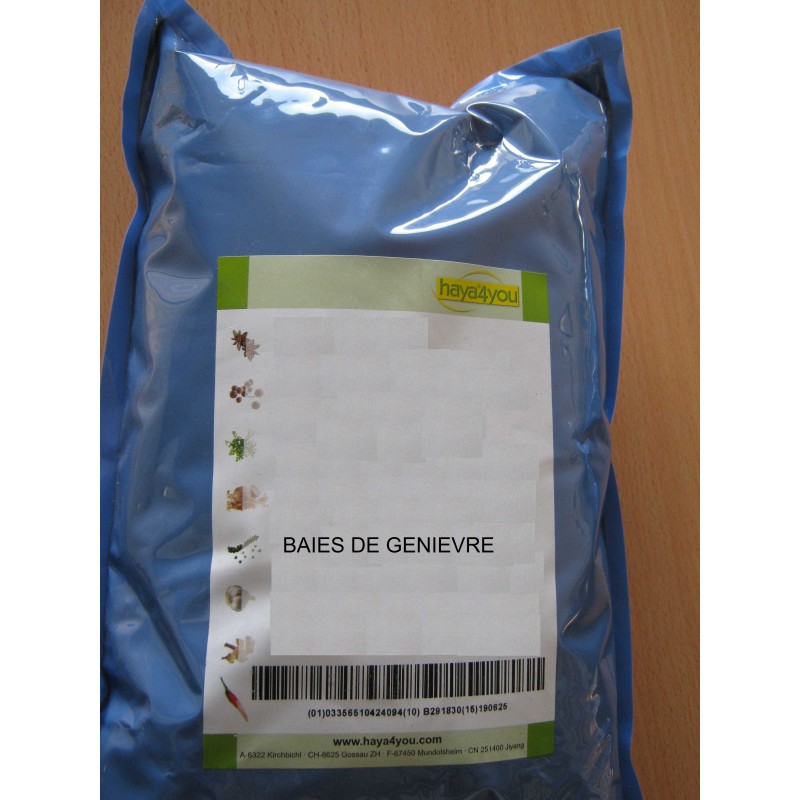 haya4you
BAIES DE GENIEVRE
(01)03356510424094(10) B291830(15)190625
www.haya4you.com
A-6322 Kirchbichl · CH-8625 Gossau ZH · F-67450 Mundolsheim · CN 251400 Jiyang